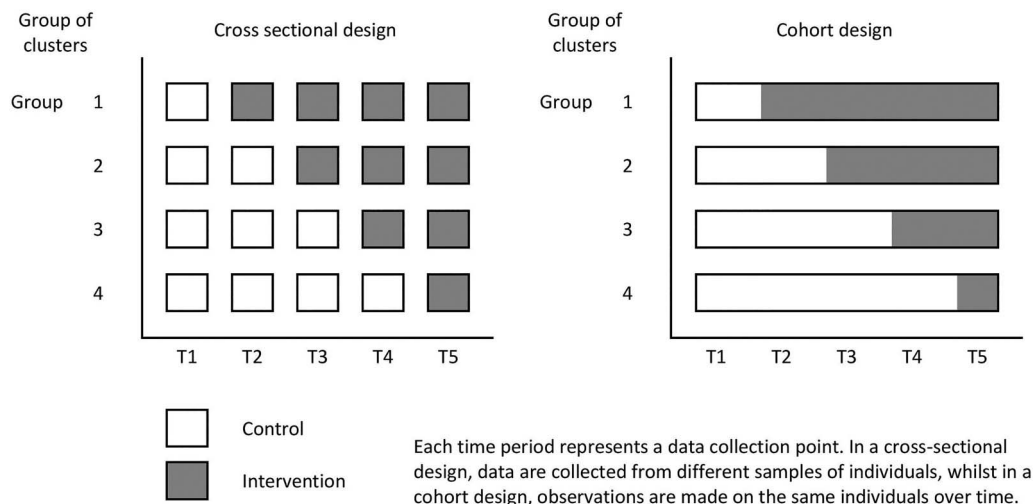 Group of clusters
Cross sectional design
Group 1
2
3
4
T1 T2 T3 T4 T5
Group of clusters
Cohort design
Group 1
2
3
4
T1 T2 T3 T4 T5
Control
Intervention
Each time period represents a data collection point. In a cross-sectional
design, data are collected from different samples of individuals, whilst in a
cohort design, observations are made on the same individuals over time.